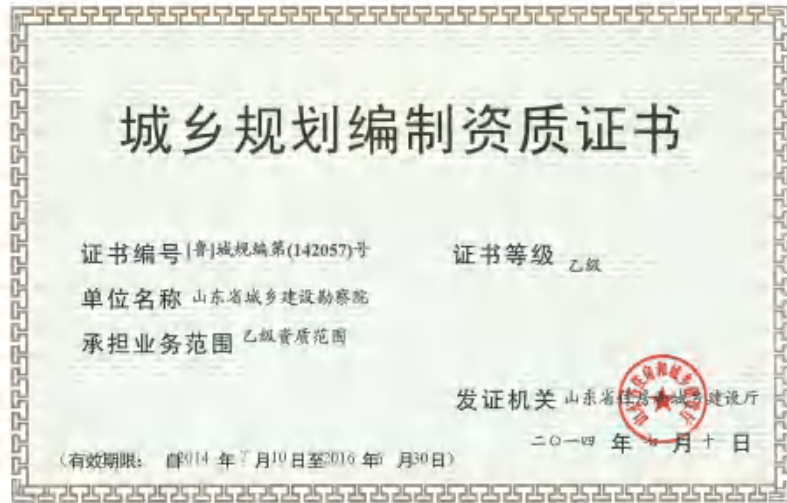 城乡规划编制资质证书
证书编号 [鲁]城规编第(142057)号
证书等级 乙级
单位名称 山东省城乡建设勘察院
承担业务范围 乙级资质范围
发证机关 山东省住房和城乡建设厅
二〇一四 年 七 月 十 日
(有效期限: 自2014 年 7 月10日至2016 年 月30日)